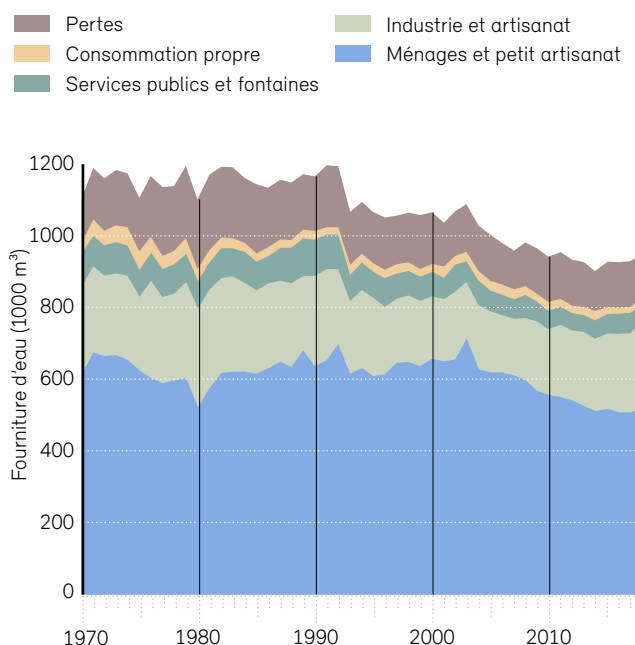 Pertes
Consommation propre
Services publics et fontaines
Industrie et artisanat
Ménages et petit artisanat
Fourniture d'eau (1000 m³)
1200
1000
800
600
400
200
0
1970 1980 1990 2000 2010